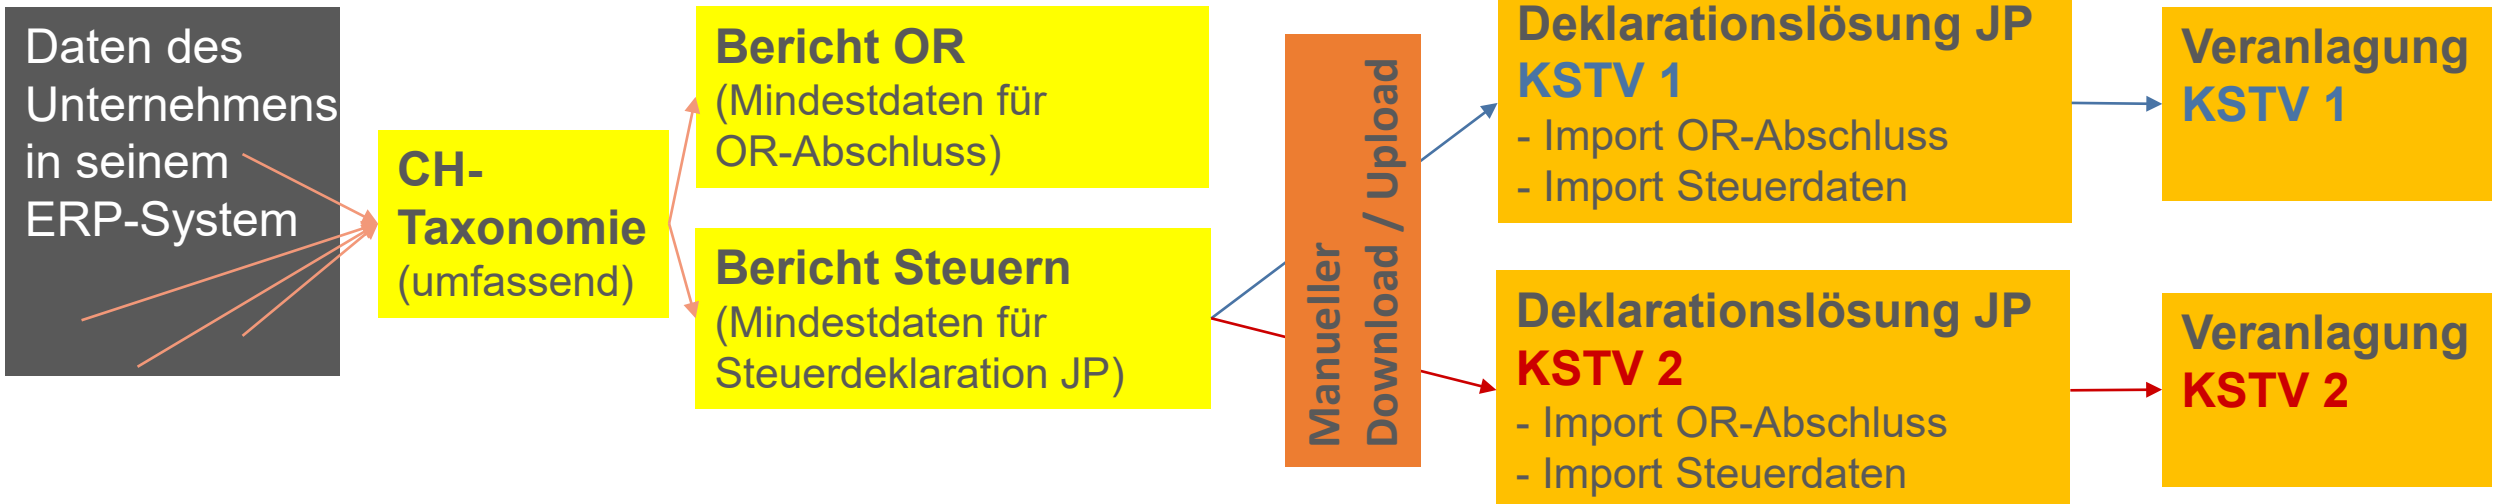 Daten des
Unternehmens
in seinem
ERP-System
CH-
Taxonomie
(umfassend)
Bericht OR
(Mindestdaten für
OR-Abschluss)
Bericht Steuern
(Mindestdaten für
Steuerdeklaration JP)
Manueller
Download / Upload
Deklarationslösung JP
KSTV 1
- Import OR-Abschluss
- Import Steuerdaten
Deklarationslösung JP
KSTV 2
- Import OR-Abschluss
- Import Steuerdaten
Veranlagung
KSTV 1
Veranlagung
KSTV 2